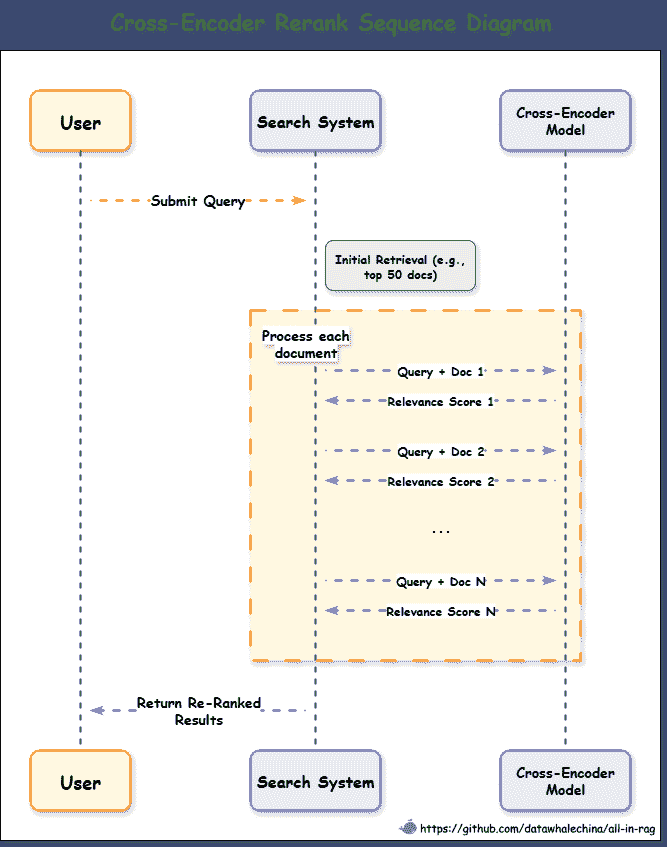 Cross-Encoder Rerank Sequence Diagram
User
Search System
Cross-Encoder
Model
Submit Query
Initial Retrieval (e.g.,
top 50 docs)
Process each
document
Query + Doc 1
Relevance Score 1
Query + Doc 2
Relevance Score 2
...
Query + Doc N
Relevance Score N
Return Re-Ranked
Results
User
Search System
Cross-Encoder
Model
https://github.com/datawhalechina/all-in-rag